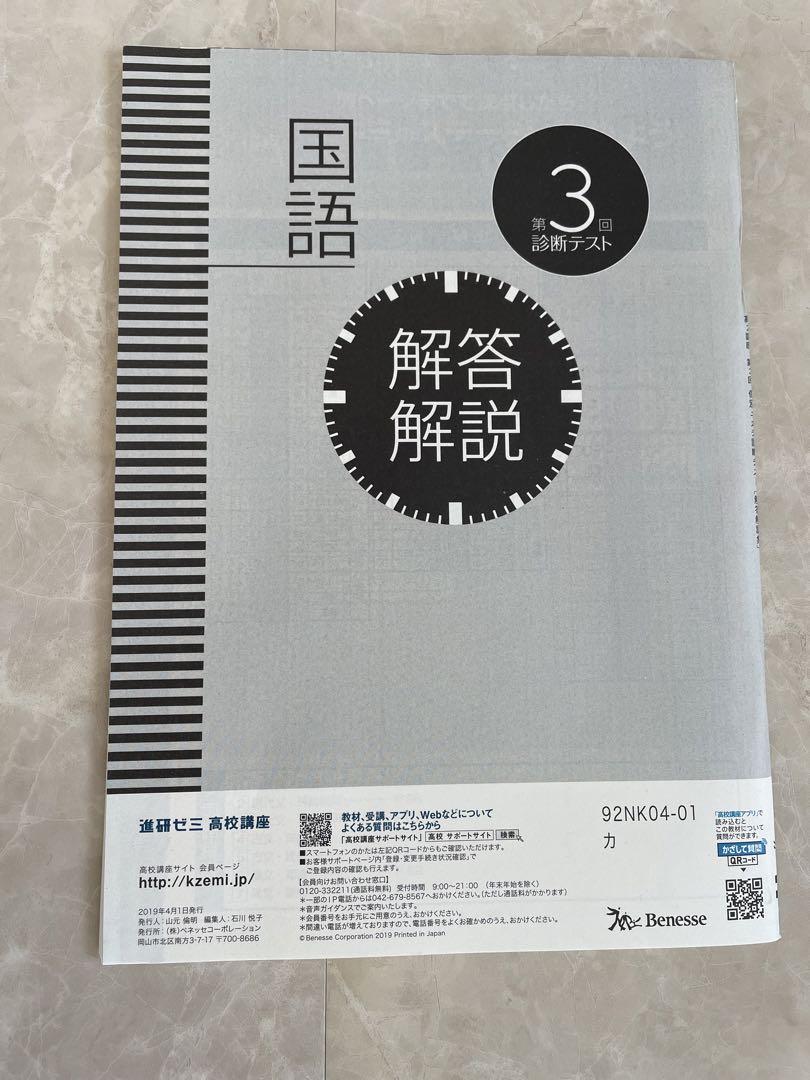 国語
第3回
診断テスト
解答
解説
進研ゼミ 高校講座
高校講座サイト 会員ページ
http://kzemi.jp/
2019年4月1日発行
発行人：山元 倫明 編集人：石川 悦子
発行所：(株)ベネッセコーポレーション
岡山市北区南方3-7-17 〒700-8686
教材、受講、アプリ、Webなどについて
よくある質問はこちらから
「高校講座サポートサイト」 高校 サポートサイト 検索
■スマートフォンのかたは左記QRコードからもご確認いただけます。
■お客様サポートページ内「登録・変更手続き状況確認」で
ご登録内容の確認も行えます。
【会員向けお問い合わせ窓口】
0120-332211(通話料無料) 受付時間 9:00～21:00 (年末年始を除く)
＊一部のIP電話からは042-679-8567へおかけください。(ただし通話料がかかります)
＊音声ガイダンスでご案内いたします。
＊会員番号をお手元にご用意のうえ、おかけください。
＊間違い電話が増えておりますので、電話番号をよくお確かめのうえ、おかけください。
©Benesse Corporation 2019 Printed in Japan
92NK04-01
カ
Benesse
「高校講座アプリ」で
読み込むと
この教材について
質問ができます。
かざして質問
QRコード